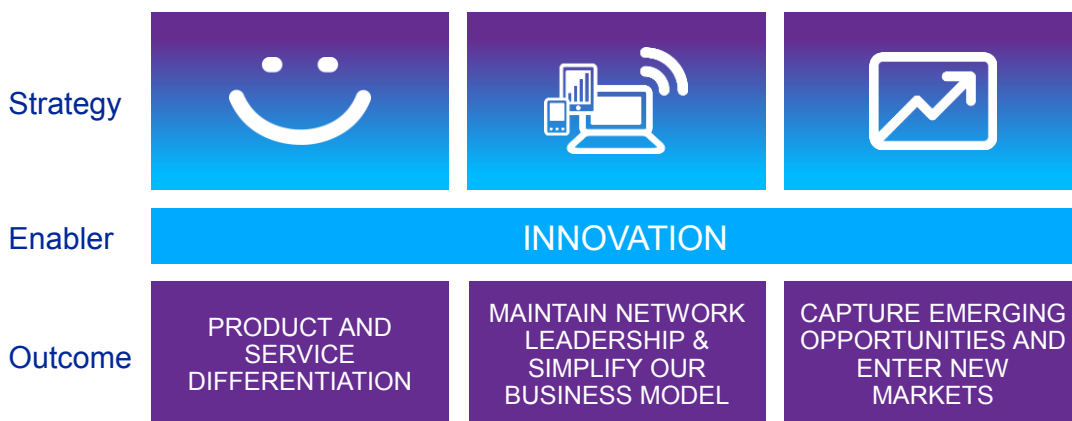 Strategy
Enabler
INNOVATION
Outcome
PRODUCT AND
SERVICE
DIFFERENTIATION
MAINTAIN NETWORK
LEADERSHIP &
SIMPLIFY OUR
BUSINESS MODEL
CAPTURE EMERGING
OPPORTUNITIES AND
ENTER NEW
MARKETS